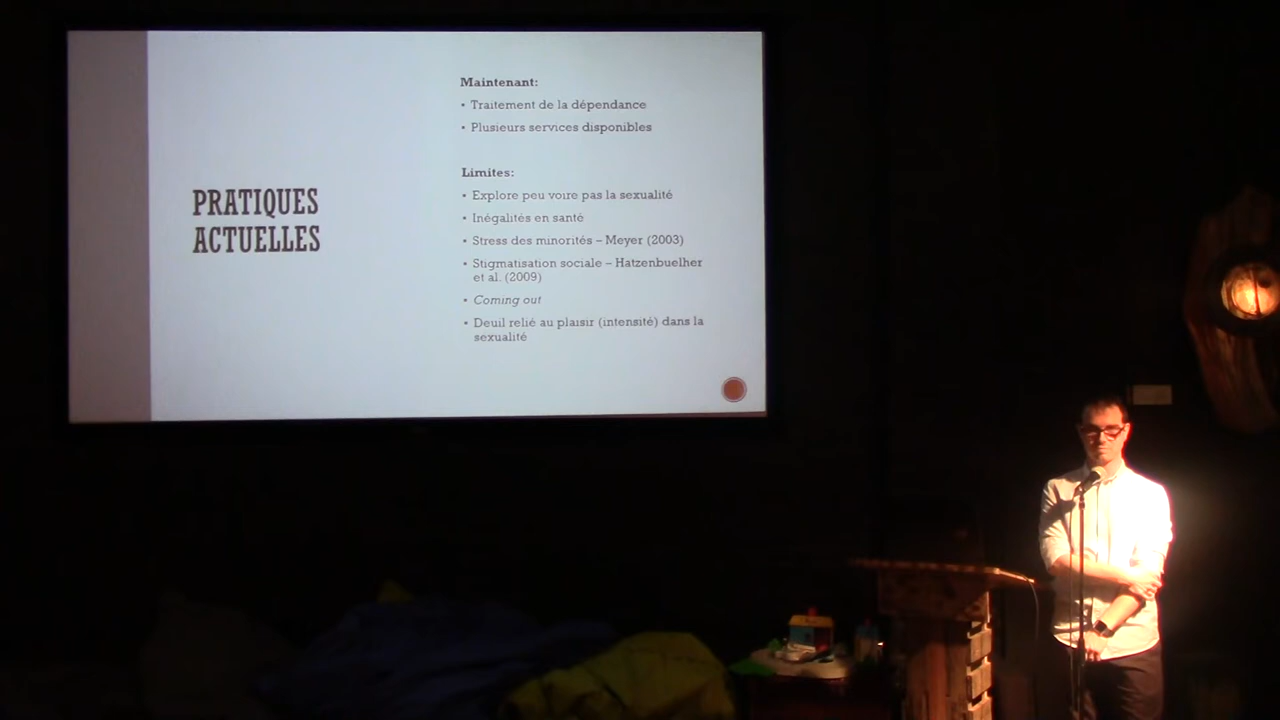 PRATIQUES
ACTUELLES
Maintenant:
• Traitement de la dépendance
• Plusieurs services disponibles
Limites:
• Explore peu voire pas la sexualité
• Inégalités en santé
• Stress des minorités – Meyer (2003)
• Stigmatisation sociale – Hatzenbuelher
et al. (2009)
• Coming out
• Deuil relié au plaisir (intensité) dans la
sexualité